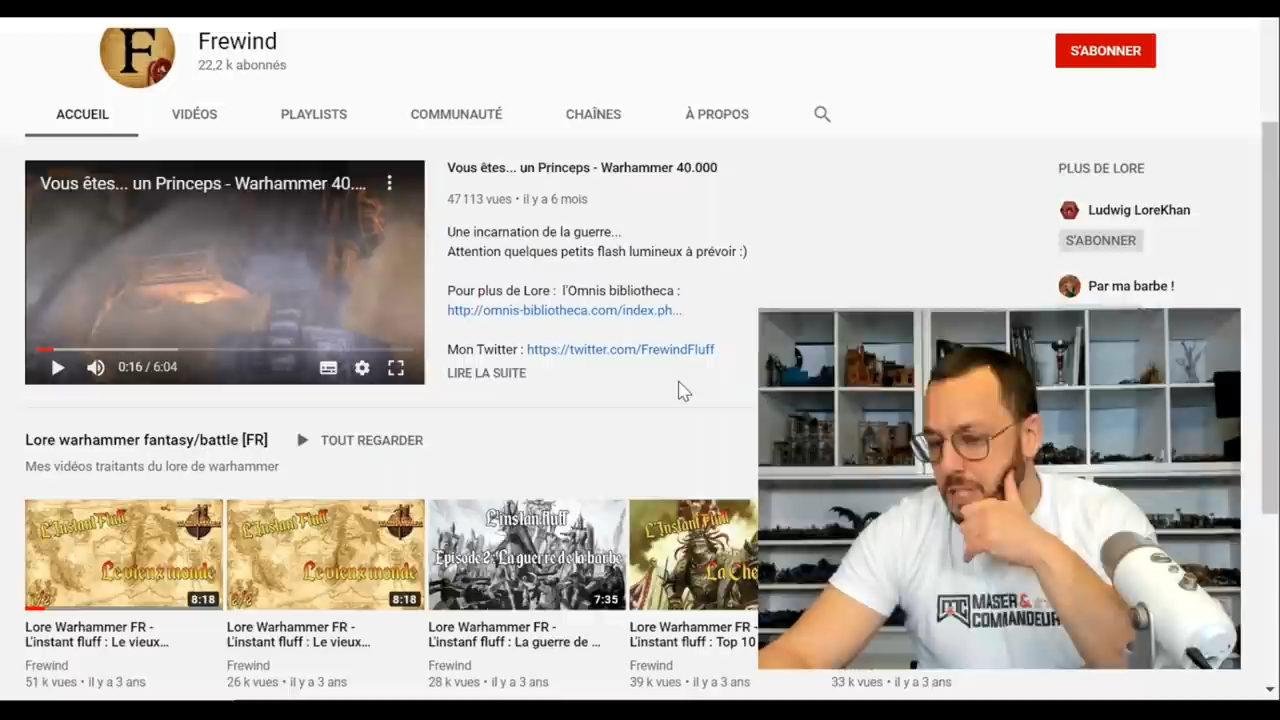 F
Frewind
22,2 k abonnés
S'ABONNER
ACCUEIL
VIDÉOS
PLAYLISTS
COMMUNAUTÉ
CHAÎNES
À PROPOS
Vous êtes... un Princeps - Warhammer 40....
0:16 / 6:04
Vous êtes... un Princeps - Warhammer 40.000
47 113 vues • il y a 6 mois
Une incarnation de la guerre...
Attention quelques petits flash lumineux à prévoir :)
Pour plus de Lore : l'Omnis bibliotheca :
http://omnis-bibliotheca.com/index.ph...
Mon Twitter : https://twitter.com/FrewindFluff
LIRE LA SUITE
PLUS DE LORE
Ludwig LoreKhan
S'ABONNER
Par ma barbe !
Lore warhammer fantasy/battle [FR]
TOUT REGARDER
Mes vidéos traitants du lore de warhammer
L'instant Fluff
Le vieux monde
8:18
L'instant Fluff
Le vieux monde
8:18
L'instant fluff
Episode 2 : La guerre de la barbe
7:35
L'instant Fluff
La Che
Lore Warhammer FR -
L'instant fluff : Le vieux...
Frewind
51 k vues • il y a 3 ans
Lore Warhammer FR -
L'instant fluff : Le vieux...
Frewind
26 k vues • il y a 3 ans
Lore Warhammer FR -
L'instant fluff : La guerre de ...
Frewind
28 k vues • il y a 3 ans
Lore Warhammer FR -
L'instant fluff : Top 10
Frewind
39 k vues • il y a 3 ans
33 k vues • il y a 3 ans
MASER &
COMMANDEUR